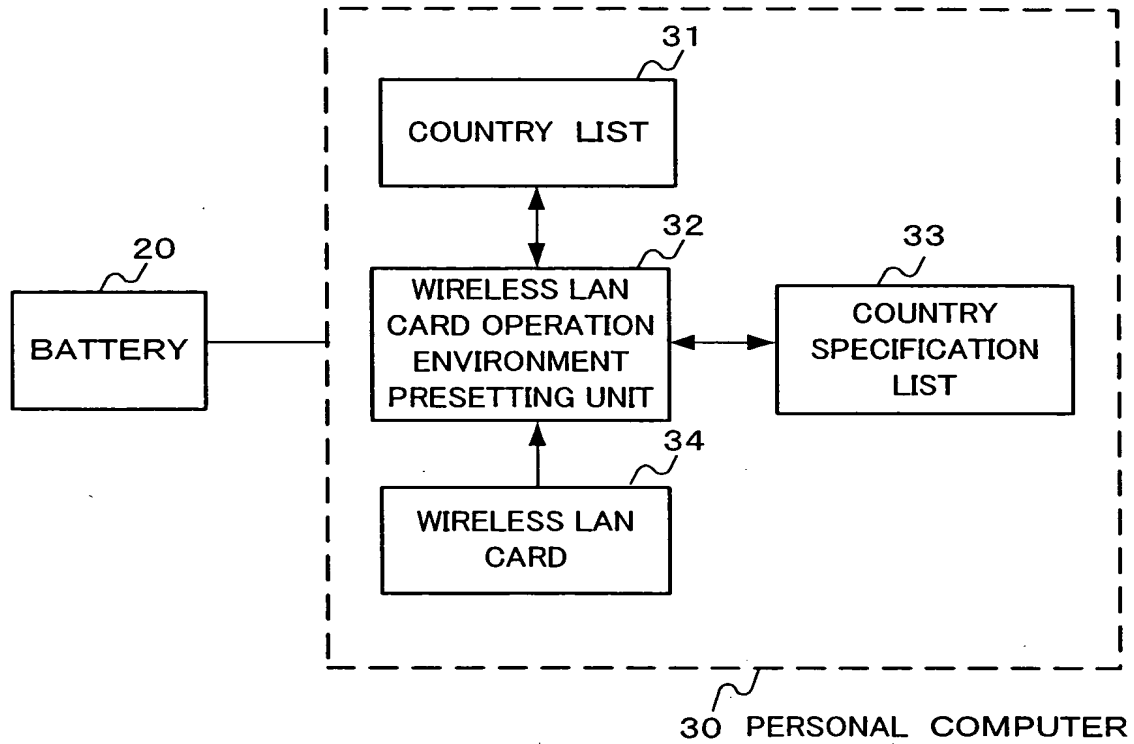 31
COUNTRY LIST
32
WIRELESS LAN
CARD OPERATION
ENVIRONMENT
PRESETTING UNIT
33
COUNTRY
SPECIFICATION
LIST
20
BATTERY
34
WIRELESS LAN
CARD
30 PERSONAL COMPUTER